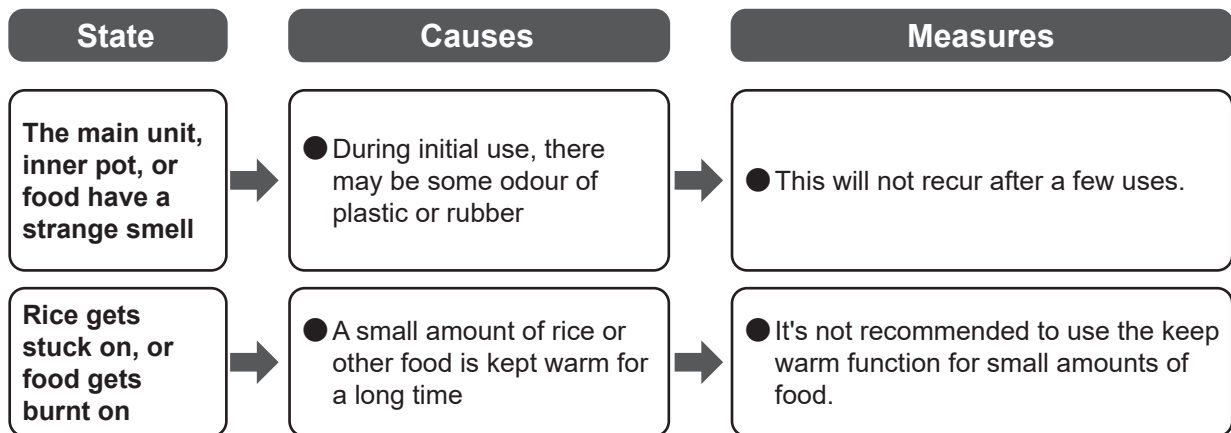 State
Causes
Measures
The main unit,
inner pot, or
food have a
strange smell
● During initial use, there
may be some odour of
plastic or rubber
● This will not recur after a few uses.
Rice gets
stuck on, or
food gets
burnt on
● A small amount of rice or
other food is kept warm for
a long time
● It's not recommended to use the keep
warm function for small amounts of
food.